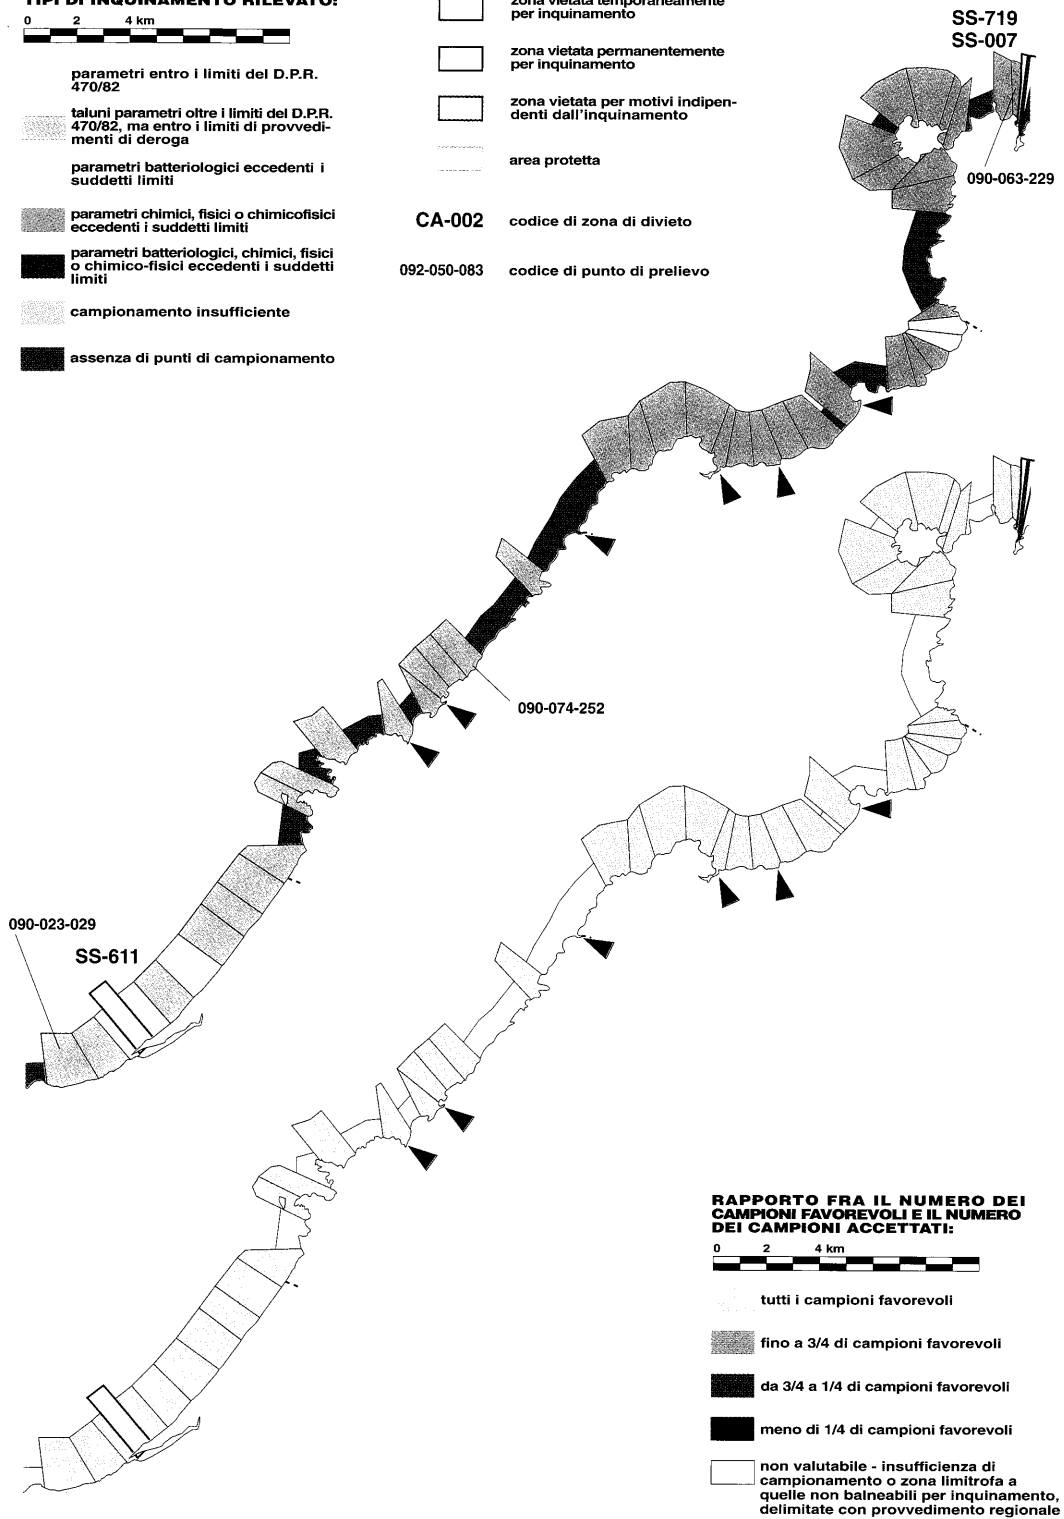 TIPI DI INQUINAMENTO RILEVATO:
0 2 4 km
parametri entro i limiti del D.P.R.
470/82
taluni parametri oltre i limiti del D.P.R.
470/82, ma entro i limiti di provvedi-
menti di deroga
parametri batteriologici eccedenti i
suddetti limiti
parametri chimici, fisici o chimicofisici
eccedenti i suddetti limiti
parametri batteriologici, chimici, fisici
o chimico-fisici eccedenti i suddetti
limiti
campionamento insufficiente
assenza di punti di campionamento
zona vietata temporaneamente
per inquinamento
zona vietata permanentemente
per inquinamento
zona vietata per motivi indipen-
denti dall'inquinamento
area protetta
CA-002 codice di zona di divieto
092-050-083 codice di punto di prelievo
SS-719
SS-007
090-063-229
090-074-252
090-023-029
SS-611
RAPPORTO FRA IL NUMERO DEI
CAMPIONI FAVOREVOLI E IL NUMERO
DEI CAMPIONI ACCETTATI:
0 2 4 km
tutti i campioni favorevoli
fino a 3/4 di campioni favorevoli
da 3/4 a 1/4 di campioni favorevoli
meno di 1/4 di campioni favorevoli
non valutabile - insufficienza di
campionamento o zona limitrofa a
quelle non balneabili per inquinamento,
delimitate con provvedimento regionale